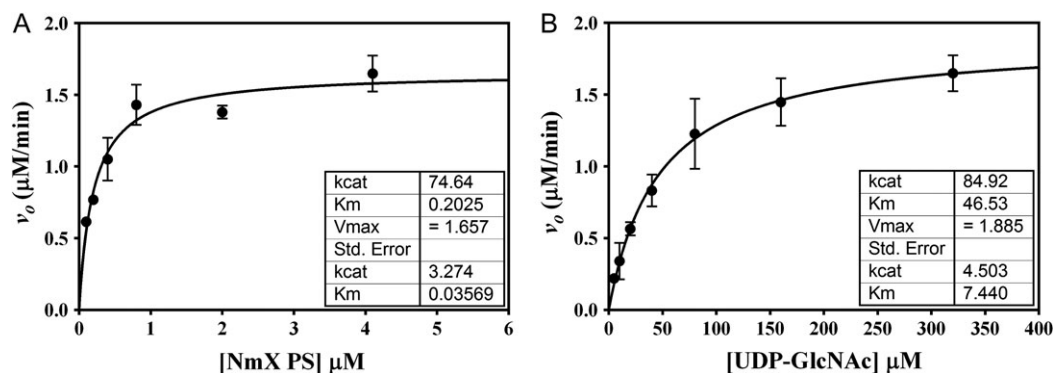 A
2.0
1.5
1.0
0.5
0.0
v_o (µM/min)
0 1 2 3 4 5 6
[NmX PS] µM
kcat 74.64
Km 0.2025
Vmax = 1.657
Std. Error
kcat 3.274
Km 0.03569
B
2.0
1.5
1.0
0.5
0.0
v_o (µM/min)
0 50 100 150 200 250 300 350 400
[UDP-GlcNAc] µM
kcat 84.92
Km 46.53
Vmax = 1.885
Std. Error
kcat 4.503
Km 7.440